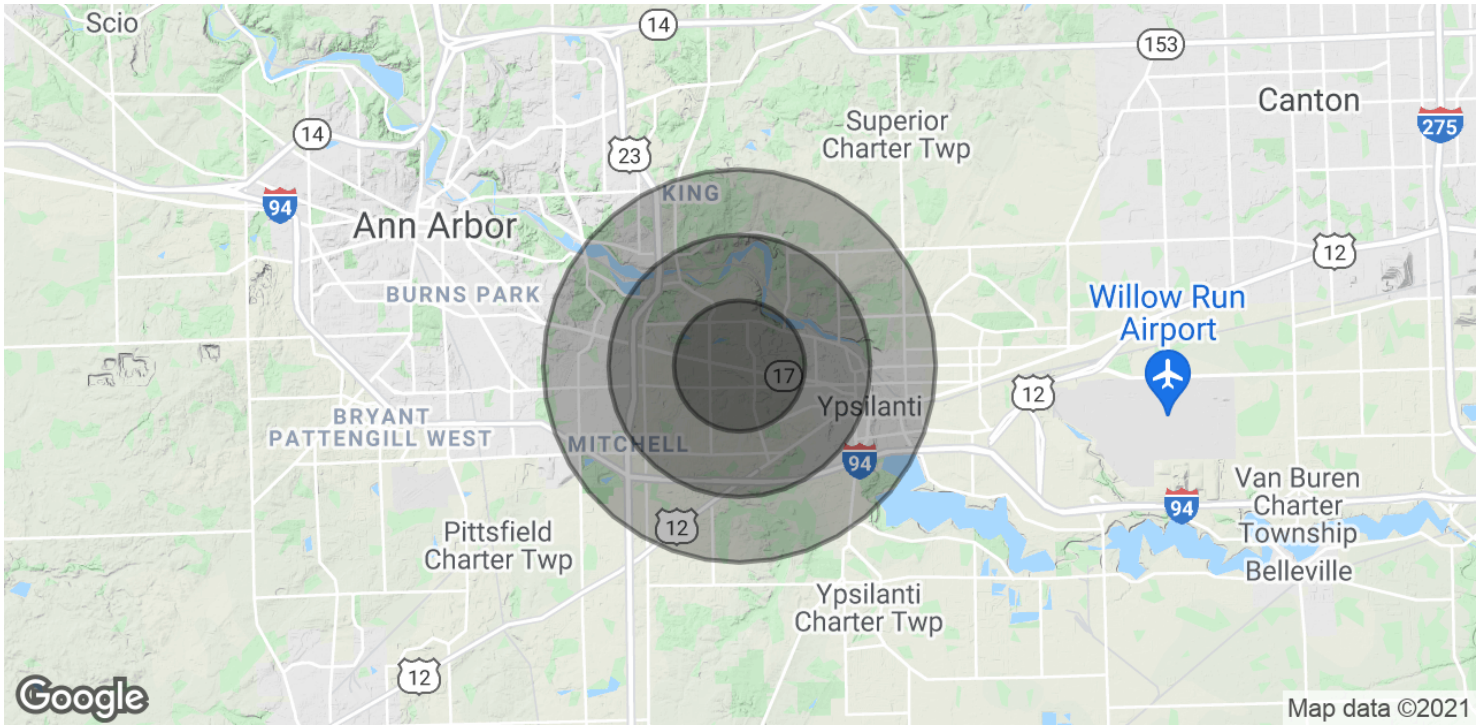 Scio
14
153
Canton
Superior
Charter Twp
275
14
23
KING
94
Ann Arbor
12
BURNS PARK
Willow Run
Airport
17
12
Ypsilanti
BRYANT
PATTENGILL WEST
MITCHELL
94
Van Buren
Charter
Township
94
12
Pittsfield
Charter Twp
Belleville
Ypsilanti
Charter Twp
12
Google
Map data ©2021